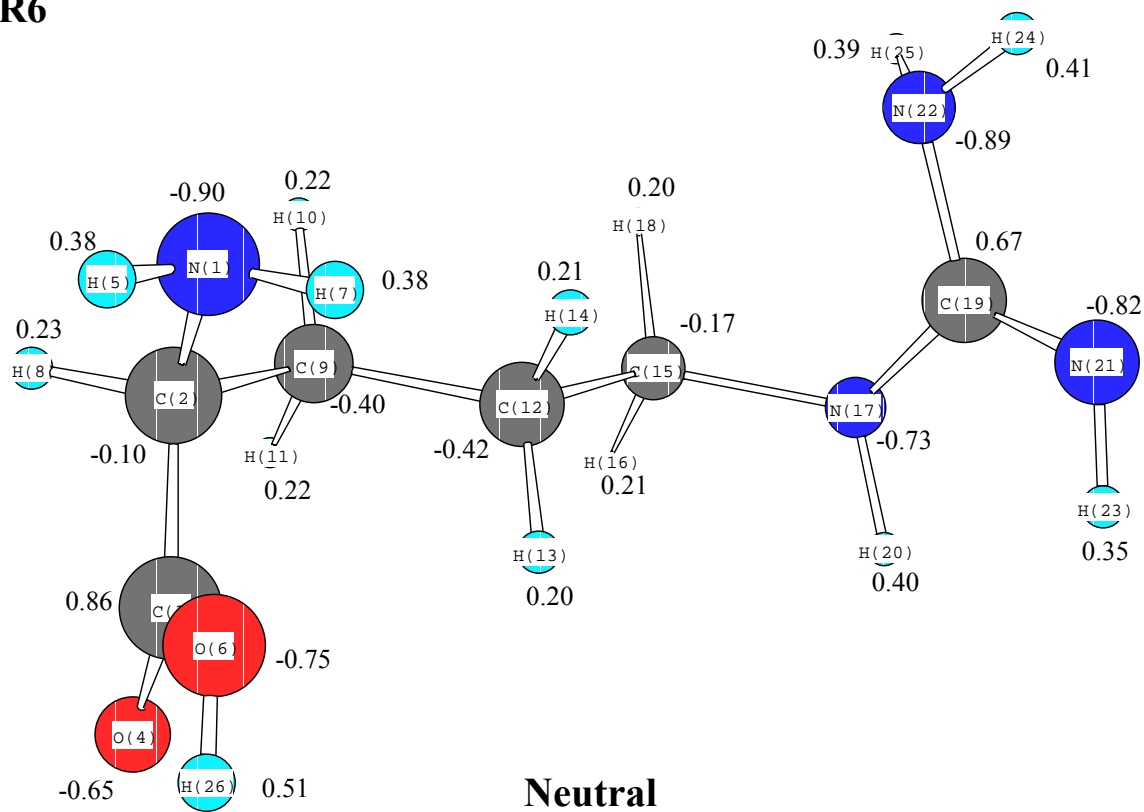 R6
H(24)
0.39
H(25)
0.41
N(22)
-0.89
0.22
0.20
-0.90
H(10)
H(18)
0.38
N(1)
0.67
H(5)
H(7)
0.38
0.21
C(19)
-0.82
H(14)
-0.17
0.23
H(8)
C(9)
C(15)
N(21)
C(2)
-0.40
C(12)
N(17)
-0.10
H(11)
-0.42
H(16)
-0.73
0.22
0.21
H(23)
H(13)
H(20)
0.35
0.20
0.40
0.86
O(6)
-0.75
O(4)
-0.65
H(26)
0.51
Neutral